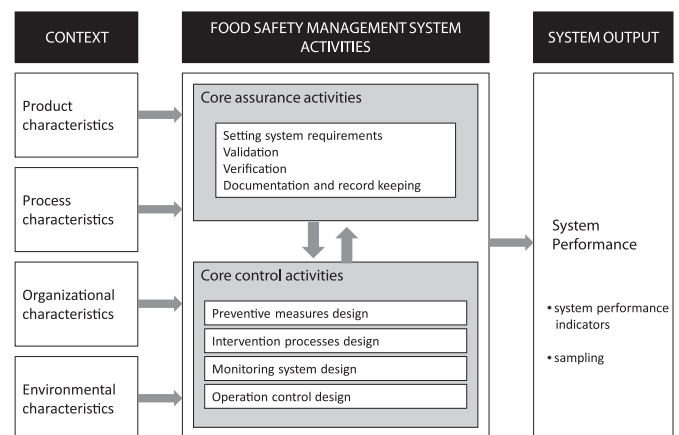 CONTEXT
FOOD SAFETY MANAGEMENT SYSTEM
ACTIVITIES
SYSTEM OUTPUT
Product
characteristics
Process
characteristics
Organizational
characteristics
Environmental
characteristics
Core assurance activities
Setting system requirements
Validation
Verification
Documentation and record keeping
Core control activities
Preventive measures design
Intervention processes design
Monitoring system design
Operation control design
System
Performance
• system performance
indicators
• sampling